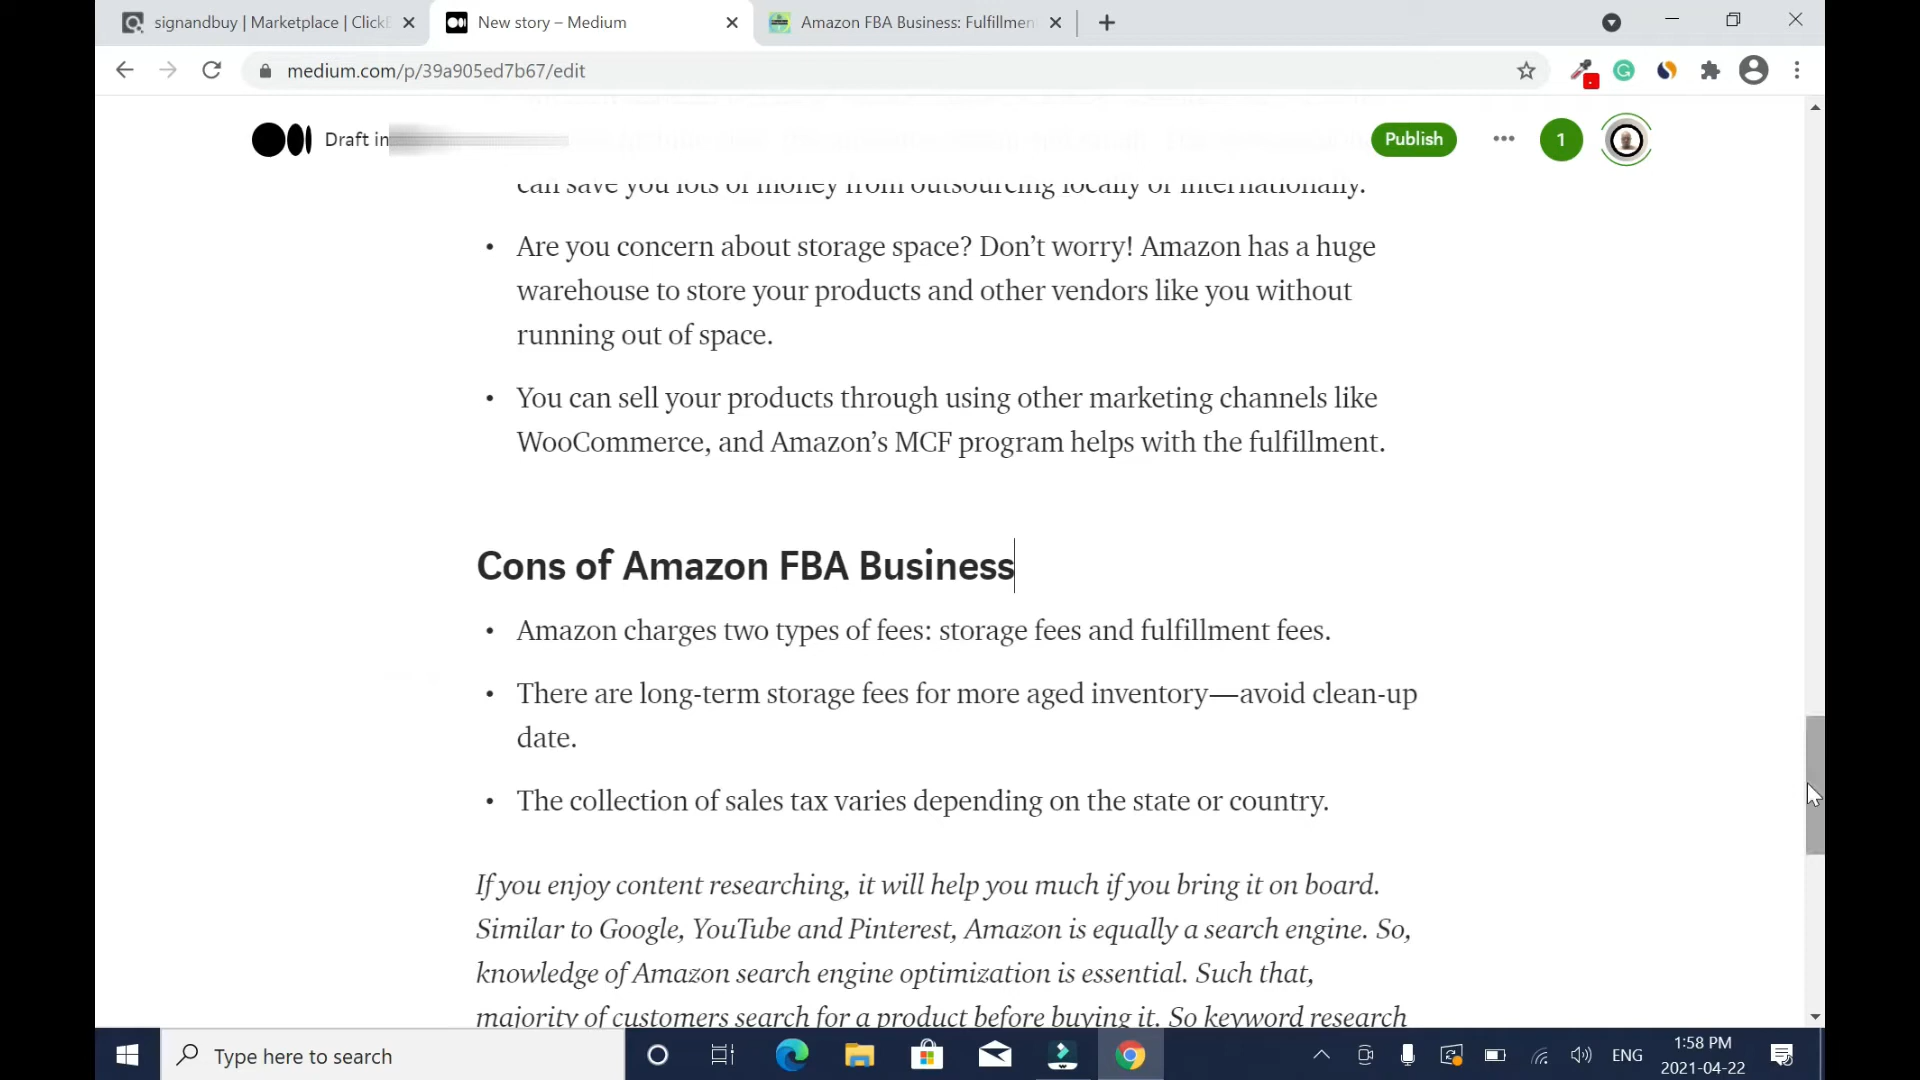 signandbuy | Marketplace | ClickB
New story – Medium
Amazon FBA Business: Fulfillmen
medium.com/p/39a905ed7b67/edit
Draft in
Publish
1
can save you lots of money from outsourcing locally or internationally.
• Are you concern about storage space? Don’t worry! Amazon has a huge
warehouse to store your products and other vendors like you without
running out of space.
• You can sell your products through using other marketing channels like
WooCommerce, and Amazon’s MCF program helps with the fulfillment.
Cons of Amazon FBA Business
• Amazon charges two types of fees: storage fees and fulfillment fees.
• There are long-term storage fees for more aged inventory—avoid clean-up
date.
• The collection of sales tax varies depending on the state or country.
If you enjoy content researching, it will help you much if you bring it on board.
Similar to Google, YouTube and Pinterest, Amazon is equally a search engine. So,
knowledge of Amazon search engine optimization is essential. Such that,
majority of customers search for a product before buying it. So keyword research
Type here to search
ENG
1:58 PM
2021-04-22